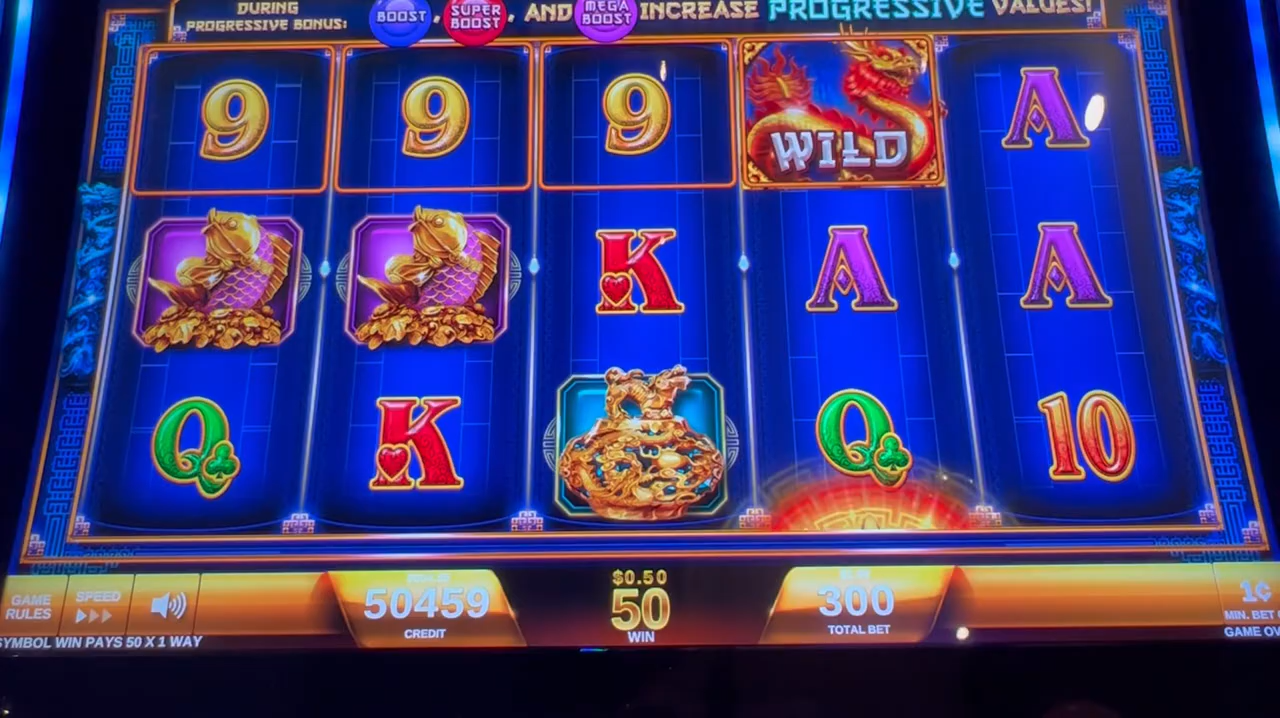 DURING
PROGRESSIVE BONUS:
BOOST, SUPER BOOST, AND MEGA BOOST INCREASE PROGRESSIVE VALUES!
9 9 9 WILD A
K A A
Q K Q 10
GAME RULES
SPEED
50459
CREDIT
$0.50
50
WIN
300
TOTAL BET
1¢
MIN. BET
GAME OV
SYMBOL WIN PAYS 50 X 1 WAY